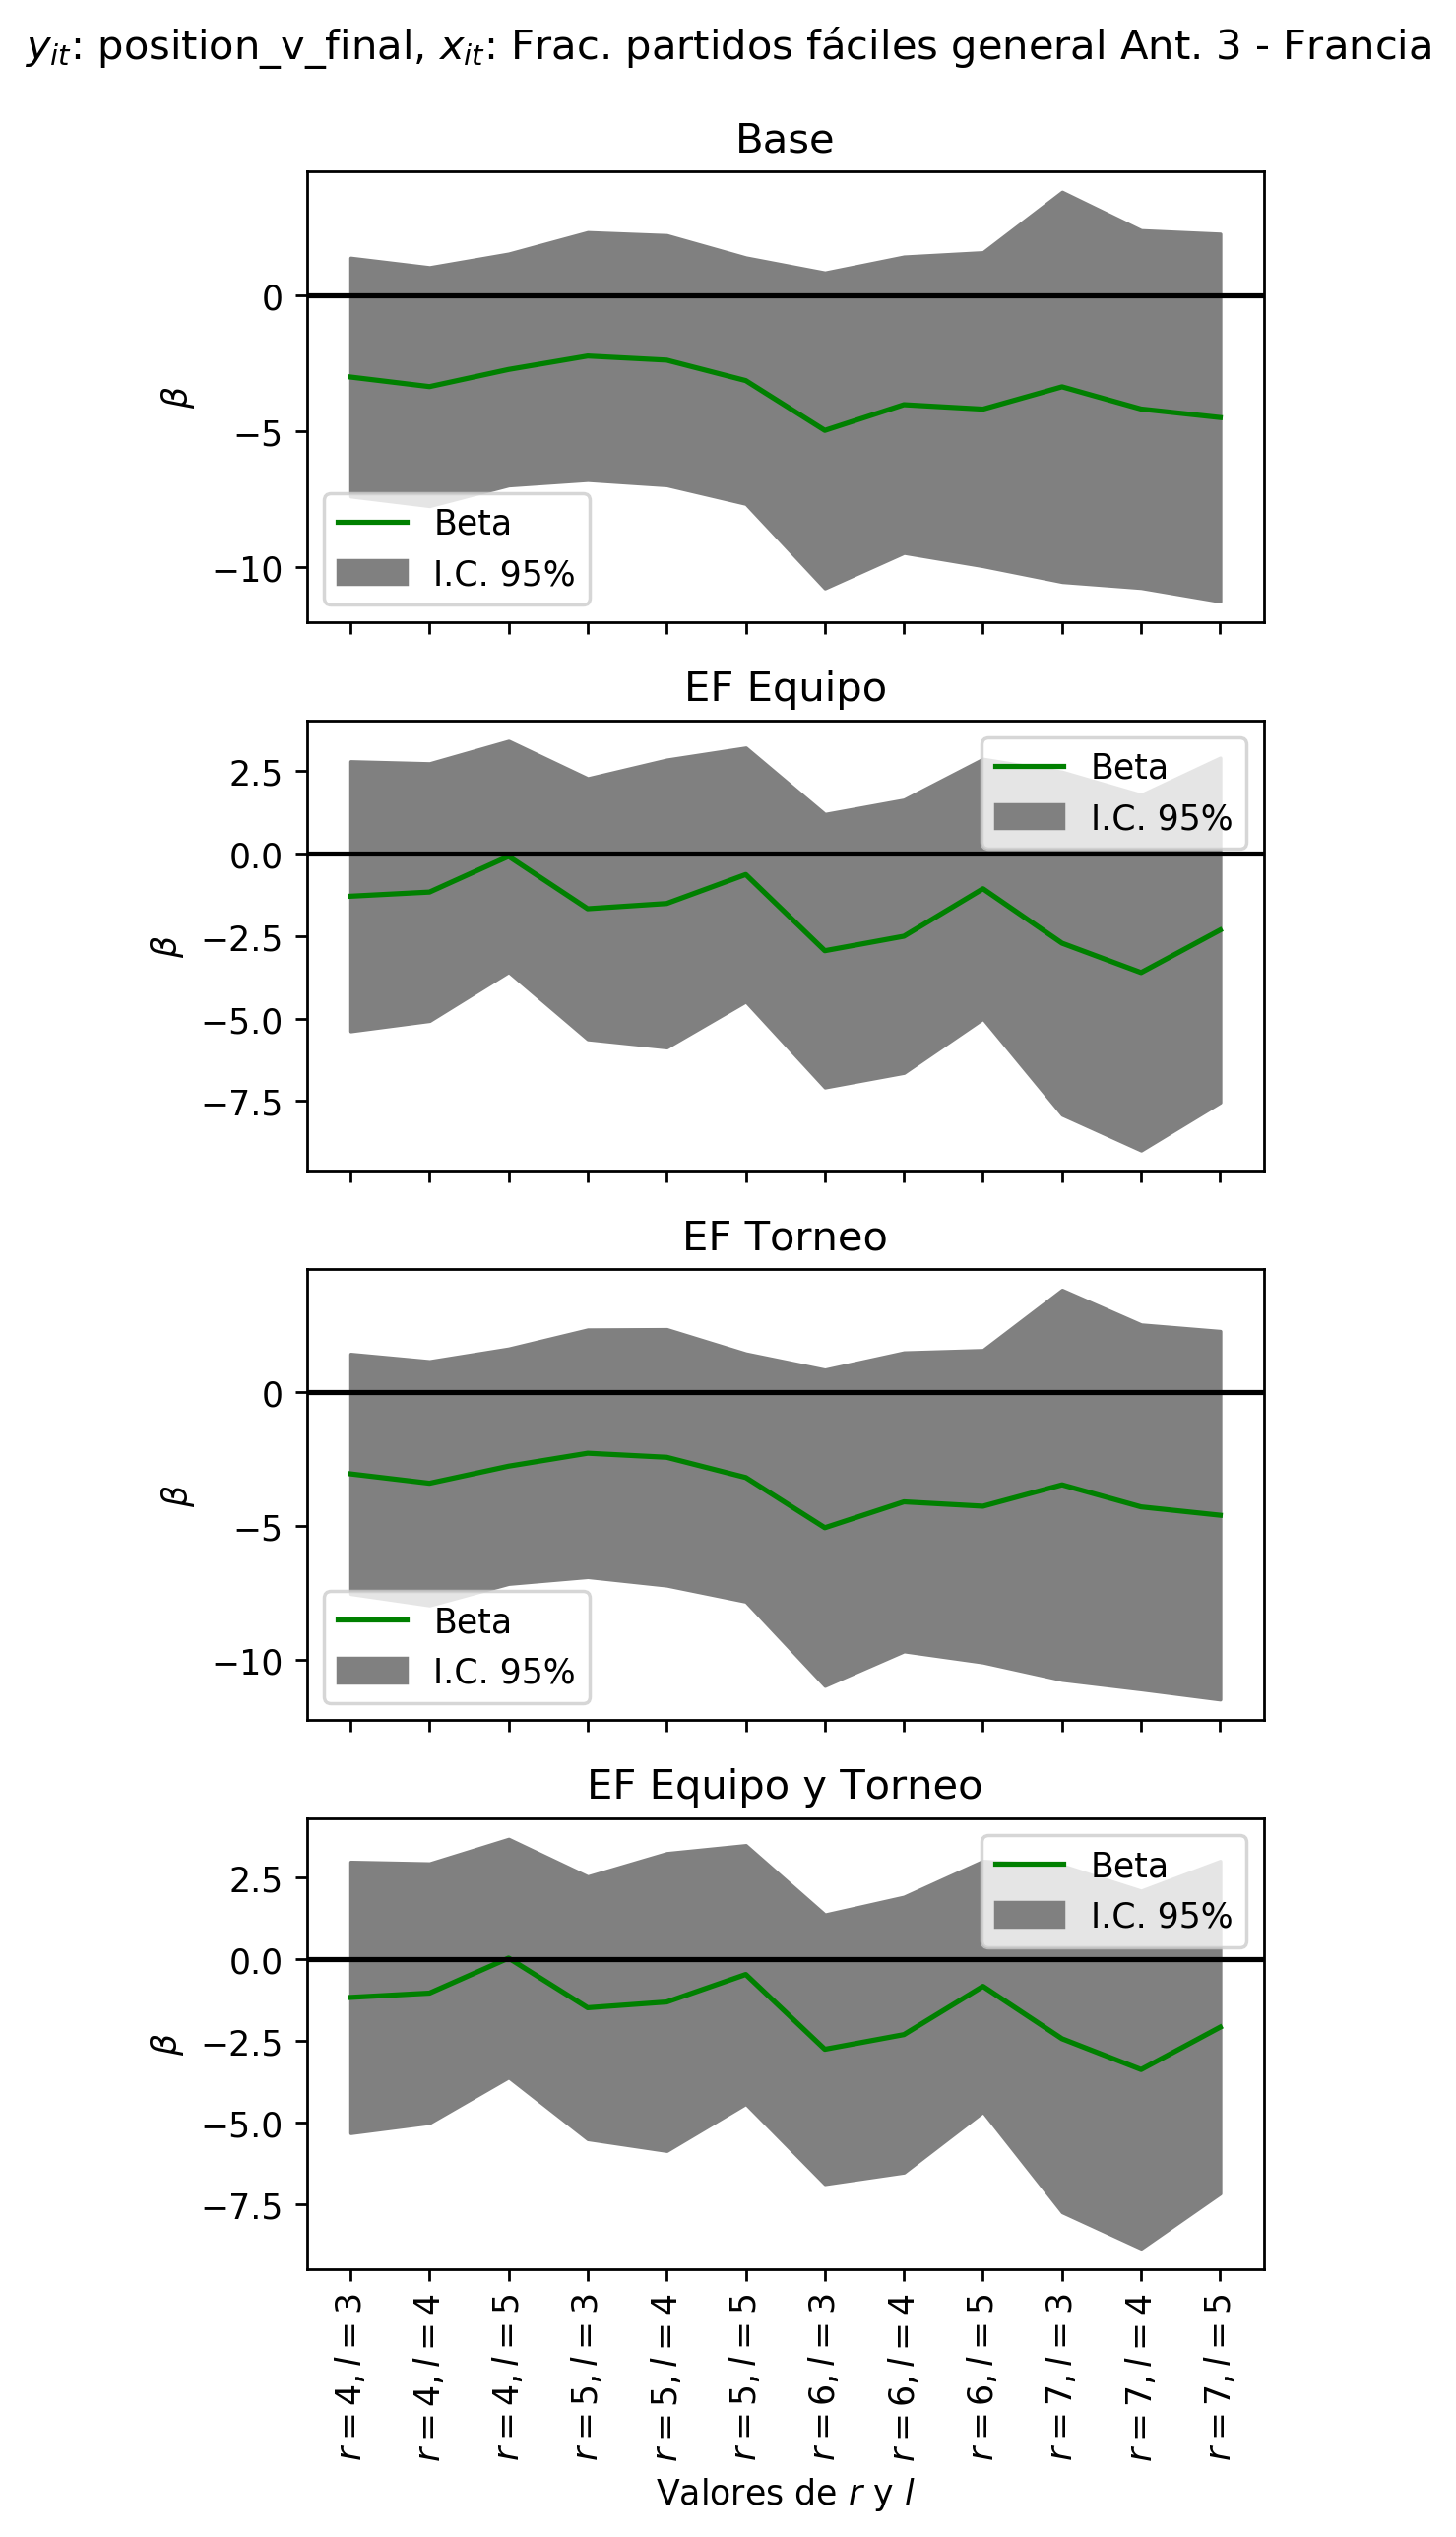 y_it: position_v_final, x_it: Frac. partidos fáciles general Ant. 3 - Francia
Base
0
−5
−10
β
Beta
I.C. 95%
EF Equipo
2.5
0.0
−2.5
−5.0
−7.5
β
Beta
I.C. 95%
EF Torneo
0
−5
−10
β
Beta
I.C. 95%
EF Equipo y Torneo
2.5
0.0
−2.5
−5.0
−7.5
β
Beta
I.C. 95%
r = 4, l = 3
r = 4, l = 4
r = 4, l = 5
r = 5, l = 3
r = 5, l = 4
r = 5, l = 5
r = 6, l = 3
r = 6, l = 4
r = 6, l = 5
r = 7, l = 3
r = 7, l = 4
r = 7, l = 5
Valores de r y l